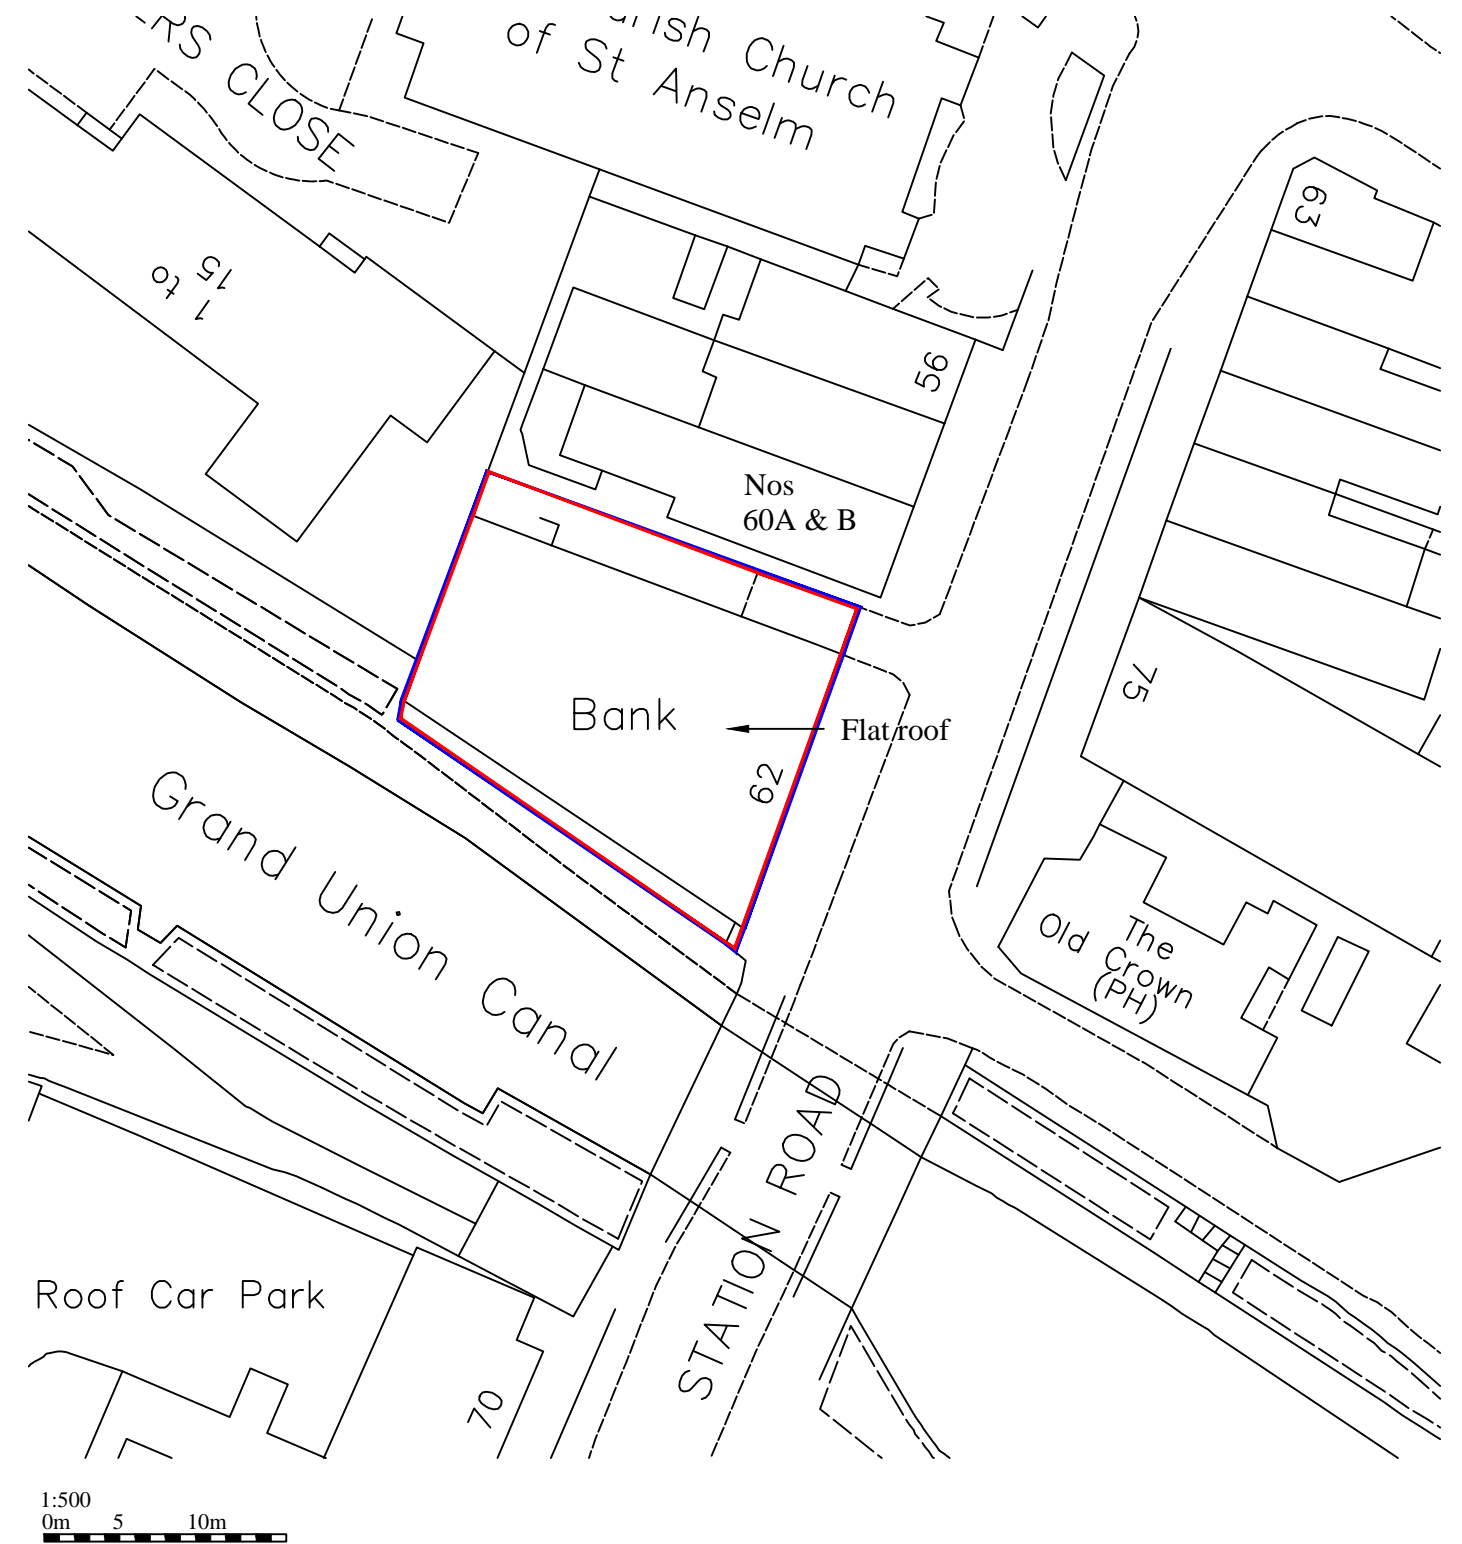 CLOSE
Church
of St Anselm
1 to
15
63
56
Nos
60A & B
75
Bank
Flat roof
62
Grand Union Canal
The
Old Crown
(PH)
STATION ROAD
Roof Car Park
70
1:500
0m 5 10m